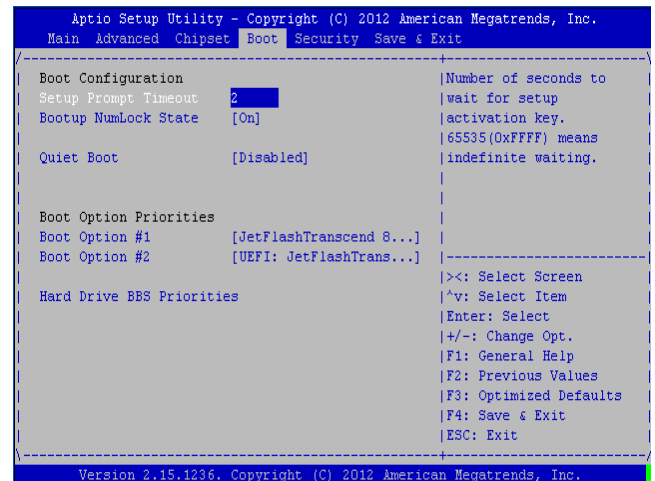 Aptio Setup Utility - Copyright (C) 2012 American Megatrends, Inc.
Main Advanced Chipset Boot Security Save & Exit
Boot Configuration
Setup Prompt Timeout 2
Bootup NumLock State [On]
Quiet Boot [Disabled]
Boot Option Priorities
Boot Option #1 [JetFlashTranscend 8...]
Boot Option #2 [UEFI: JetFlashTrans...]
Hard Drive BBS Priorities
Number of seconds to
wait for setup
activation key.
65535(0xFFFF) means
indefinite waiting.
><: Select Screen
^v: Select Item
Enter: Select
+/-: Change Opt.
F1: General Help
F2: Previous Values
F3: Optimized Defaults
F4: Save & Exit
ESC: Exit
Version 2.15.1236. Copyright (C) 2012 American Megatrends, Inc.